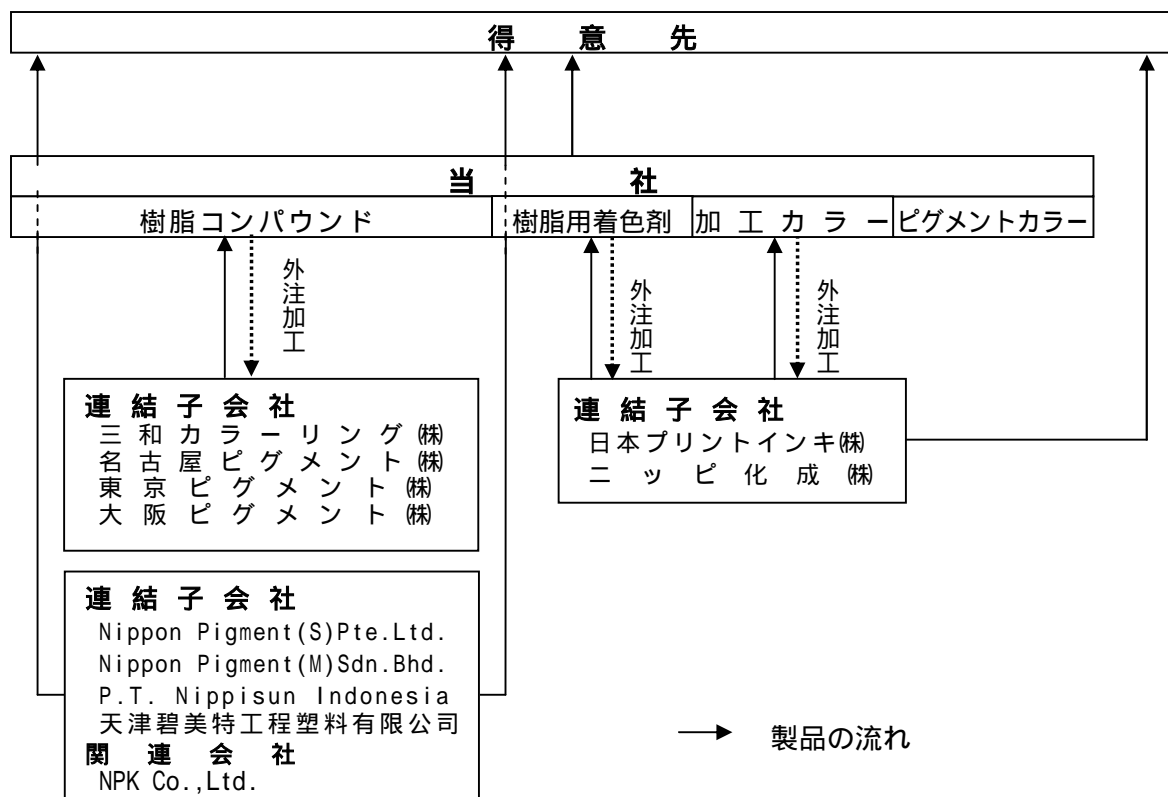 得意先
当社
樹脂コンパウンド 樹脂用着色剤 加工カラー ピグメントカラー
外注加工
外注加工
外注加工
連結子会社
三和カラーリング㈱
名古屋ピグメント㈱
東京ピグメント㈱
大阪ピグメント㈱
連結子会社
日本プリントインキ㈱
ニッピ化成㈱
連結子会社
Nippon Pigment(S)Pte.Ltd.
Nippon Pigment(M)Sdn.Bhd.
P.T. Nippisun Indonesia
天津碧美特工程塑料有限公司
関連会社
NPK Co.,Ltd.
製品の流れ